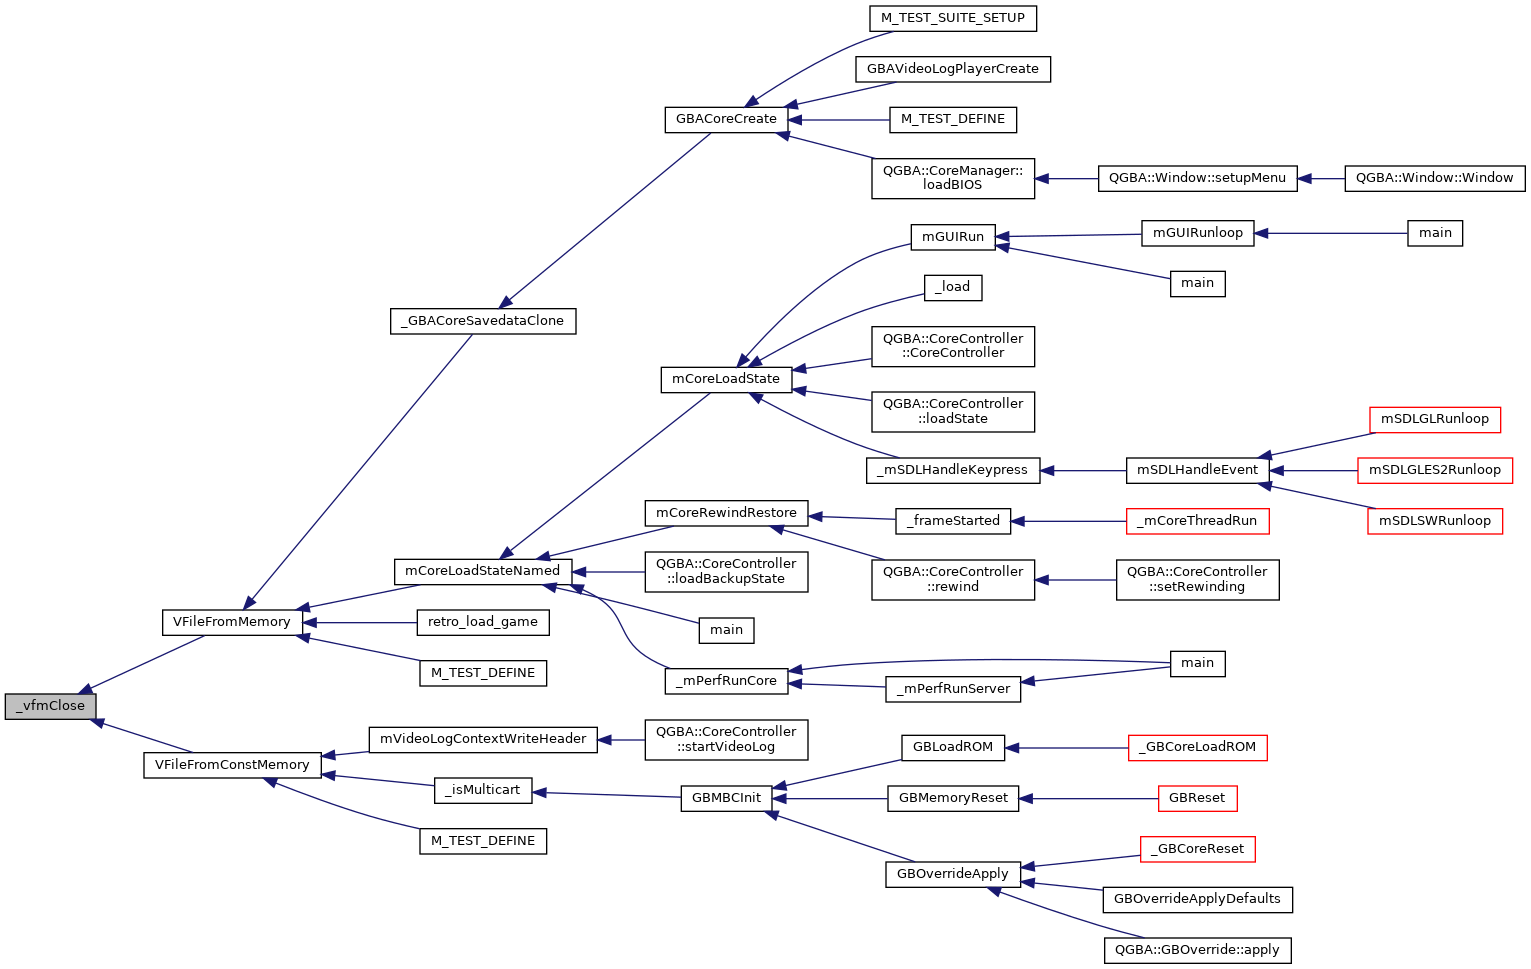 M_TEST_SUITE_SETUP
GBAVideoLogPlayerCreate
GBACoreCreate
M_TEST_DEFINE
QGBA::CoreManager::
loadBIOS
QGBA::Window::setupMenu
QGBA::Window::Window
mGUIRun
mGUIRunloop
main
main
_load
_GBACoreSavedataClone
QGBA::CoreController
::CoreController
mCoreLoadState
QGBA::CoreController
::loadState
mSDLGLRunloop
_mSDLHandleKeypress
mSDLHandleEvent
mSDLGLES2Runloop
mSDLSWRunloop
mCoreRewindRestore
_frameStarted
_mCoreThreadRun
mCoreLoadStateNamed
QGBA::CoreController
::loadBackupState
QGBA::CoreController
::rewind
QGBA::CoreController
::setRewinding
VFileFromMemory
retro_load_game
main
M_TEST_DEFINE
_mPerfRunCore
_mPerfRunServer
main
_vfmClose
mVideoLogContextWriteHeader
QGBA::CoreController
::startVideoLog
GBLoadROM
_GBCoreLoadROM
VFileFromConstMemory
_isMulticart
GBMBCInit
GBMemoryReset
GBReset
M_TEST_DEFINE
_GBCoreReset
GBOverrideApply
GBOverrideApplyDefaults
QGBA::GBOverride::apply